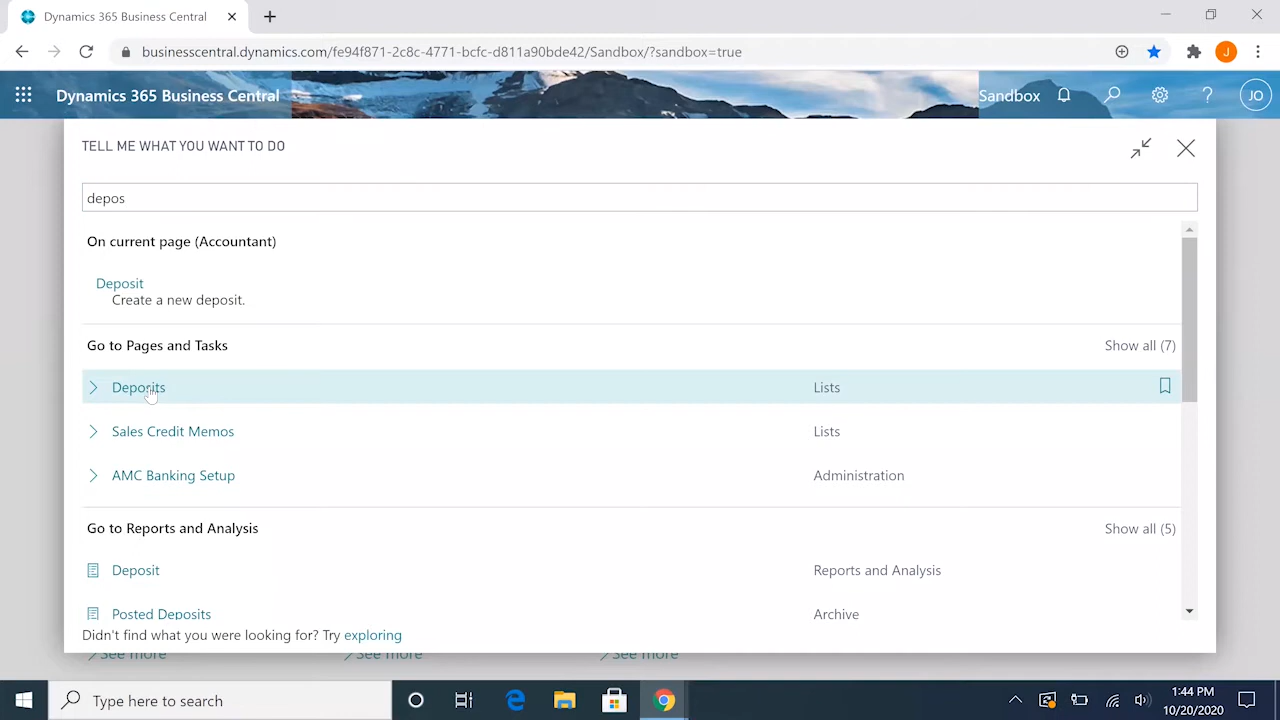 Dynamics 365 Business Central
businesscentral.dynamics.com/fe94f871-2c8c-4771-bcfc-d811a90bde42/Sandbox/?sandbox=true
J
Dynamics 365 Business Central
Sandbox
JO
TELL ME WHAT YOU WANT TO DO
depos
On current page (Accountant)
Deposit
Create a new deposit.
Go to Pages and Tasks
Show all (7)
Deposits
Lists
Sales Credit Memos
Lists
AMC Banking Setup
Administration
Go to Reports and Analysis
Show all (5)
Deposit
Reports and Analysis
Posted Deposits
Archive
Didn't find what you were looking for? Try exploring
See more
See more
See more
Type here to search
1:44 PM
10/20/2020